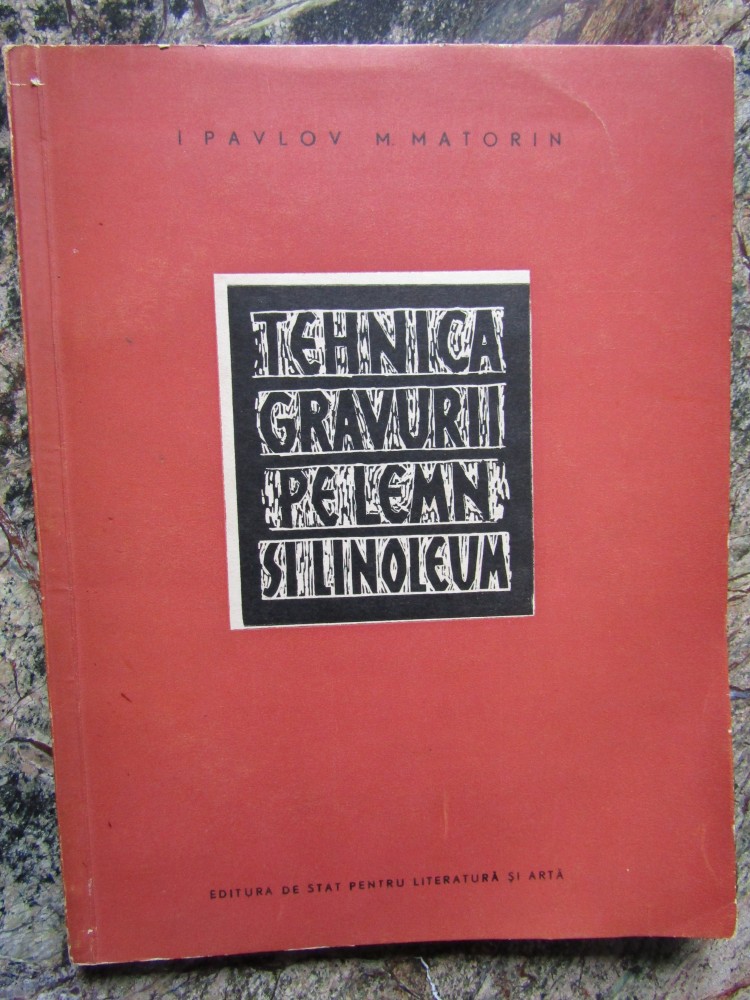 I PAVLOV M. MATORIN
TEHNICA
GRAVURII
PE LEMN
SI LINOLEUM
EDITURA DE STAT PENTRU LITERATURĂ ȘI ARTĂ